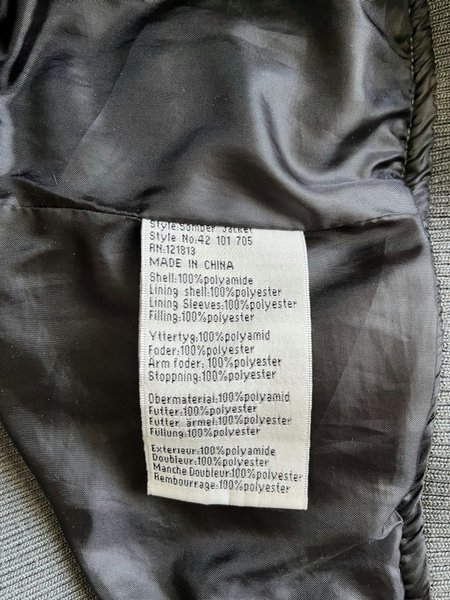 Style:Bomber Jacket
Style No:42 101 705
RN:121813
MADE IN CHINA
Shell:100%polyamide
Lining shell:100%polyester
Lining Sleeves:100%polyester
Filling:100%polyester
Yttertyg:100%polyamid
Foder:100%polyester
Arm foder:100%polyester
Stoppning:100%polyester
Obermaterial:100%polyamid
Futter:100%polyester
Futter ärmel:100%polyester
Füllung:100%polyester
Exterieur:100%polyamide
Doubleur:100%polyester
Manche Doubleur:100%polyester
Rembourrage:100%polyester